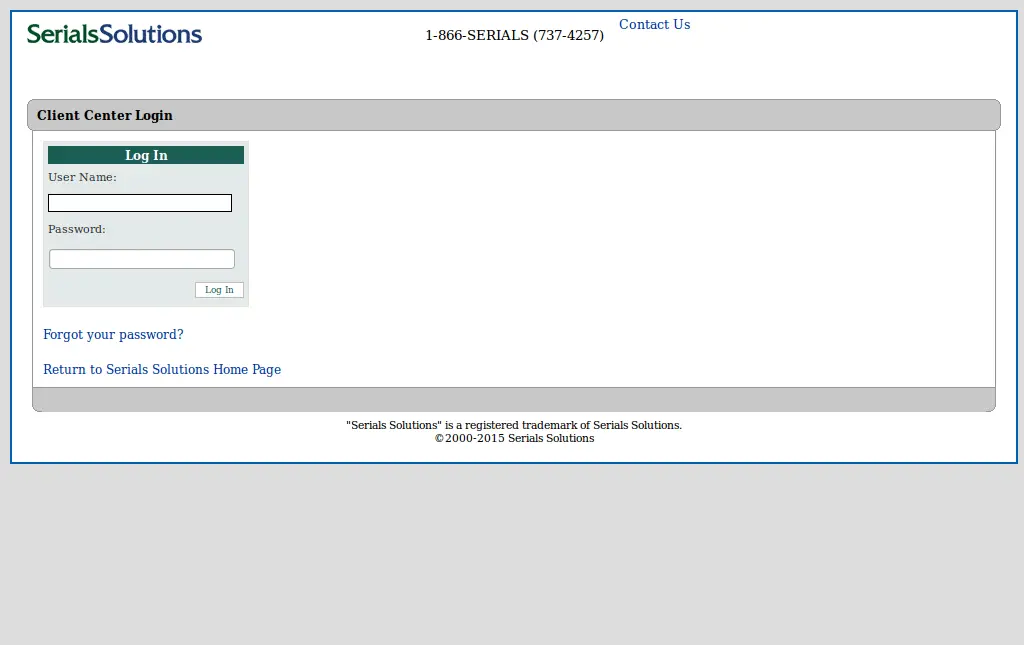 SerialsSolutions
1-866-SERIALS (737-4257)
Contact Us
Client Center Login
Log In
User Name:
Password:
Log In
Forgot your password?
Return to Serials Solutions Home Page
"Serials Solutions" is a registered trademark of Serials Solutions.
©2000-2015 Serials Solutions